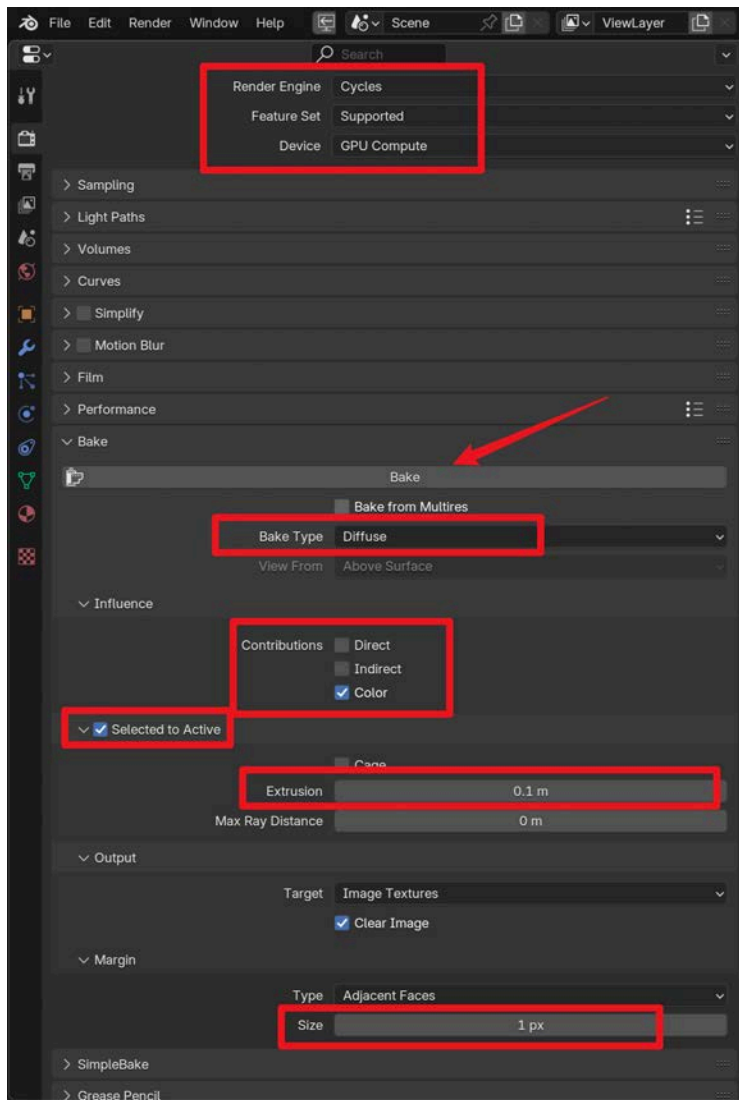 File Edit Render Window Help Scene ViewLayer
Search
Render Engine Cycles
Feature Set Supported
Device GPU Compute
Sampling
Light Paths
Volumes
Curves
Simplify
Motion Blur
Film
Performance
Bake
Bake
Bake from Multires
Bake Type Diffuse
View From Above Surface
Influence
Contributions Direct
Indirect
Color
Selected to Active
Cage
Extrusion 0.1 m
Max Ray Distance 0 m
Output
Target Image Textures
Clear Image
Margin
Type Adjacent Faces
Size 1 px
SimpleBake
Grease Pencil